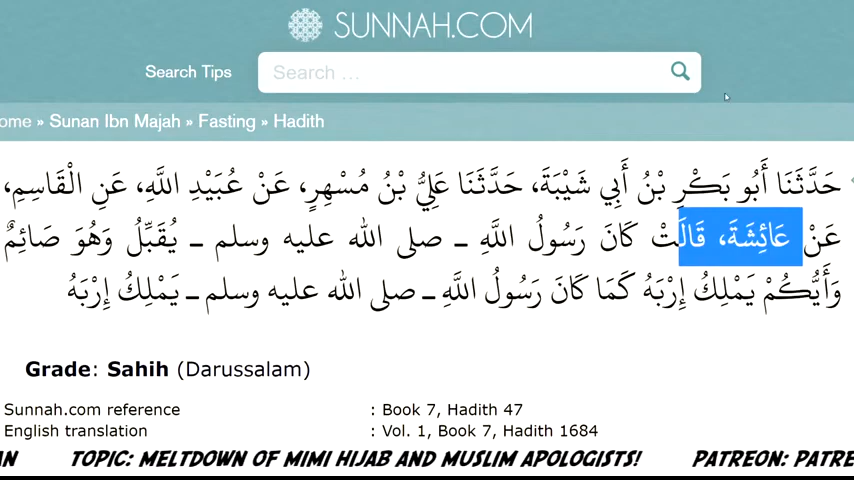 SUNNAH.COM
Search Tips
Search ...
ome » Sunan Ibn Majah » Fasting » Hadith
حَدَّثَنَا أَبُو بَكْرِ بْنُ أَبِي شَيْبَةَ، حَدَّثَنَا عَلِيُّ بْنُ مُسْهِرٍ، عَنْ عُبَيْدِ اللَّهِ، عَنِ الْقَاسِمِ،
عَنْ عَائِشَةَ، قَالَتْ كَانَ رَسُولُ اللَّهِ ـ صلى الله عليه وسلم ـ يُقَبِّلُ وَهُوَ صَائِمٌ
وَأَيُّكُمْ يَمْلِكُ إِرْبَهُ كَمَا كَانَ رَسُولُ اللَّهِ ـ صلى الله عليه وسلم ـ يَمْلِكُ إِرْبَهُ
Grade: Sahih (Darussalam)
Sunnah.com reference : Book 7, Hadith 47
English translation : Vol. 1, Book 7, Hadith 1684
AN TOPIC: MELTDOWN OF MIMI HIJAB AND MUSLIM APOLOGISTS! PATREON: PATRE